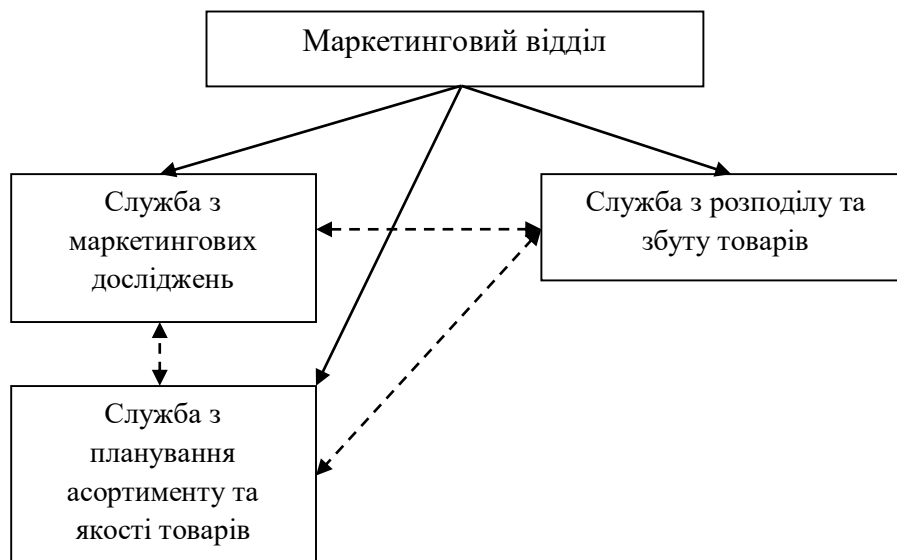 Маркетинговий відділ
Служба з
маркетингових
досліджень
Служба з розподілу та
збуту товарів
Служба з
планування
асортименту та
якості товарів